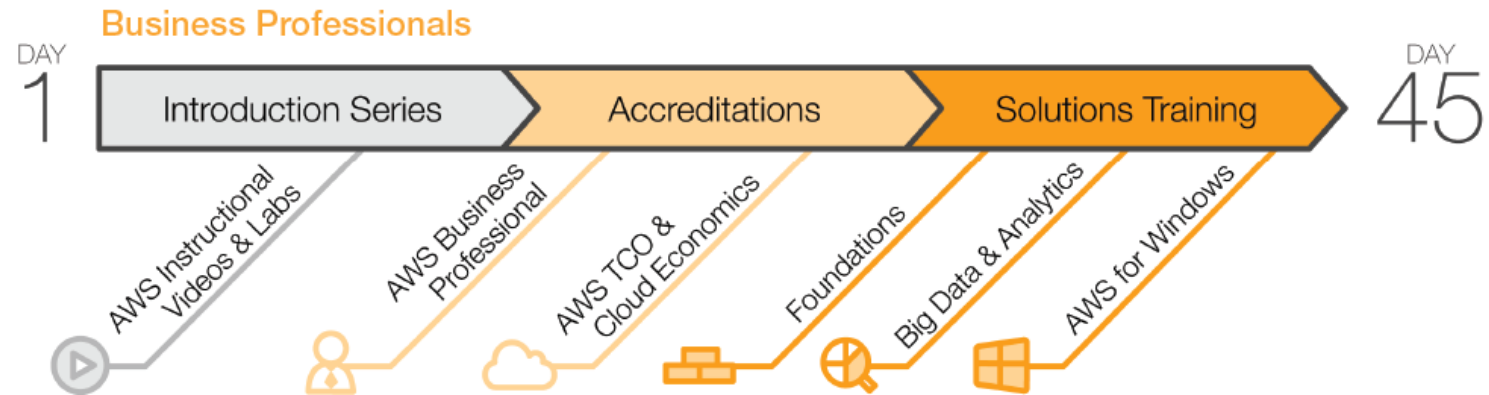 Business Professionals
DAY
1
Introduction Series
Accreditations
Solutions Training
DAY
45
AWS Instructional
Videos & Labs
AWS Business
Professional
AWS TCO &
Cloud Economics
Foundations
Big Data & Analytics
AWS for Windows